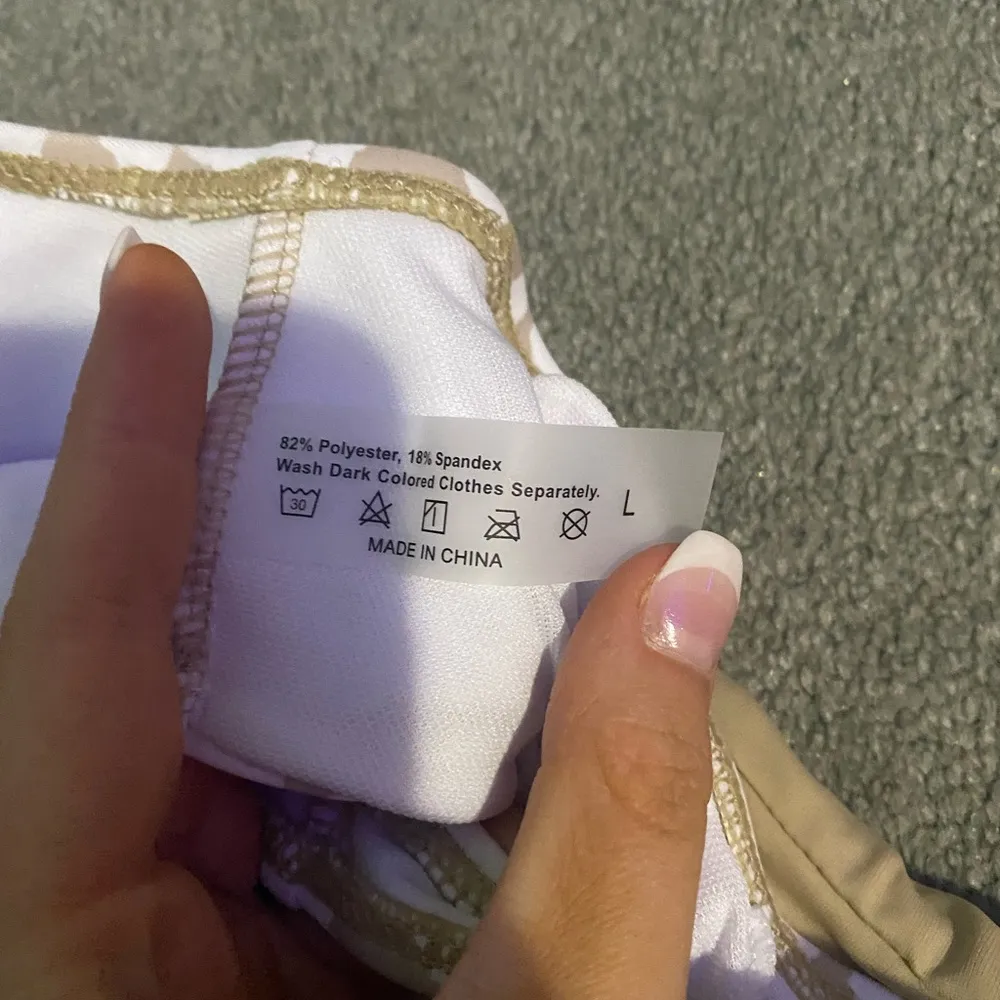 82% Polyester, 18% Spandex
Wash Dark Colored Clothes Separately.
30
L
MADE IN CHINA